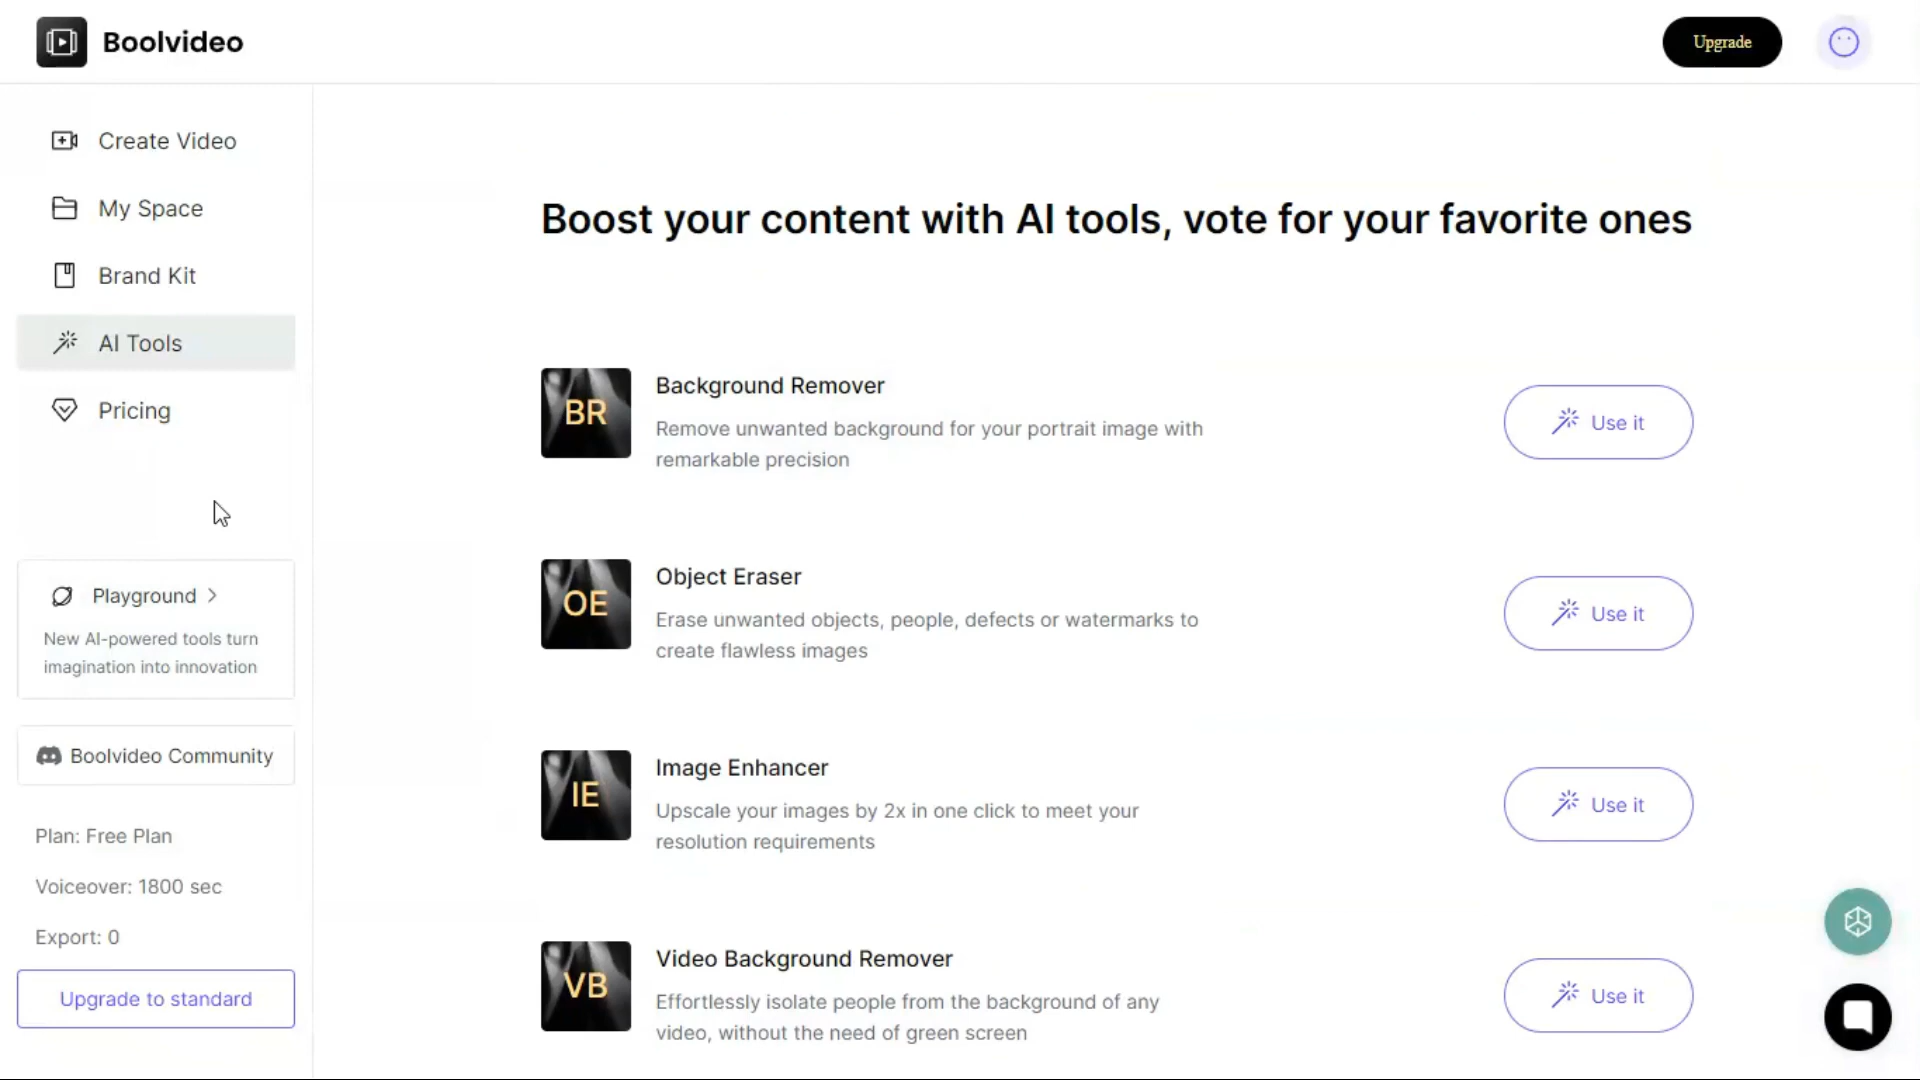 Boolvideo
Upgrade
Create Video
My Space
Brand Kit
AI Tools
Pricing
Playground
New AI-powered tools turn
imagination into innovation
Boolvideo Community
Plan: Free Plan
Voiceover: 1800 sec
Export: 0
Upgrade to standard
Boost your content with AI tools, vote for your favorite ones
BR
Background Remover
Remove unwanted background for your portrait image with
remarkable precision
Use it
OE
Object Eraser
Erase unwanted objects, people, defects or watermarks to
create flawless images
Use it
IE
Image Enhancer
Upscale your images by 2x in one click to meet your
resolution requirements
Use it
VB
Video Background Remover
Effortlessly isolate people from the background of any
video, without the need of green screen
Use it